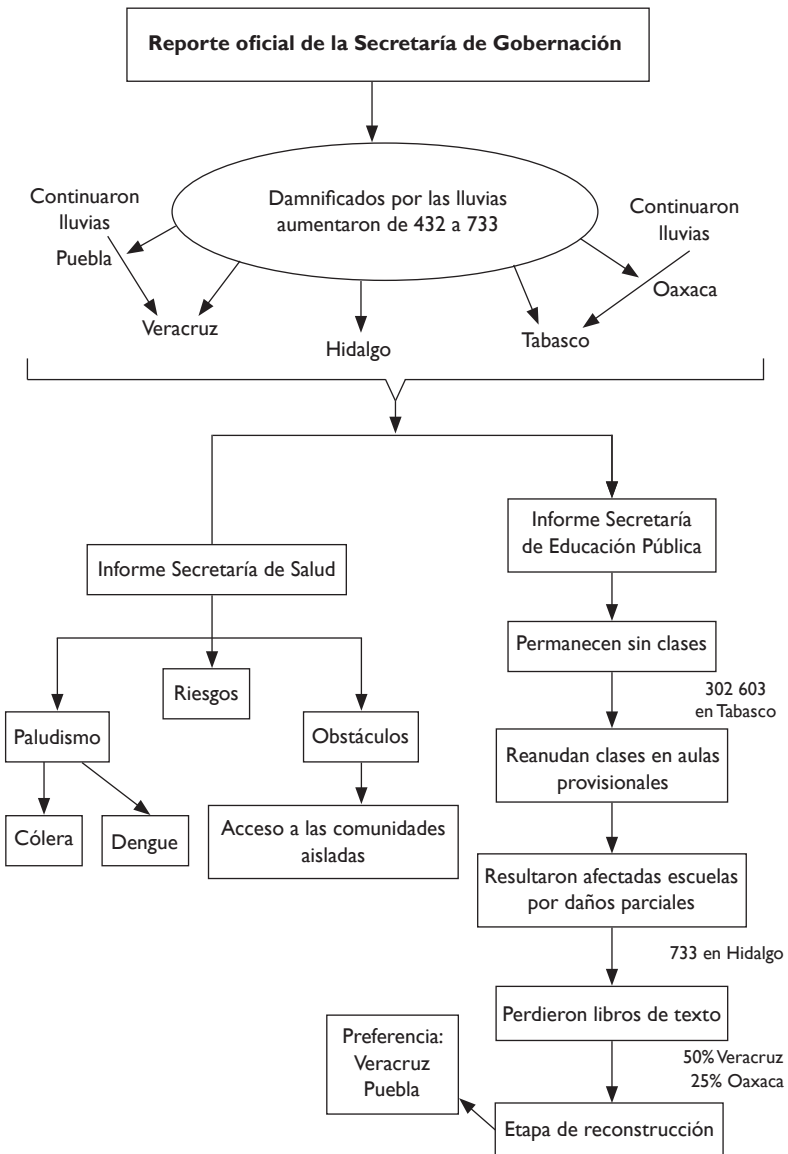 Reporte oficial de la Secretaría de Gobernación
Damnificados por las lluvias
aumentaron de 432 a 733
Continuaron
lluvias
Puebla
Veracruz
Hidalgo
Tabasco
Continuaron
lluvias
Oaxaca
Informe Secretaría de Salud
Riesgos
Paludismo
Cólera
Dengue
Obstáculos
Acceso a las comunidades
aisladas
Informe Secretaría
de Educación Pública
Permanecen sin clases
302 603
en Tabasco
Reanudan clases en aulas
provisionales
Resultaron afectadas escuelas
por daños parciales
733 en Hidalgo
Perdieron libros de texto
50% Veracruz
25% Oaxaca
Etapa de reconstrucción
Preferencia:
Veracruz
Puebla